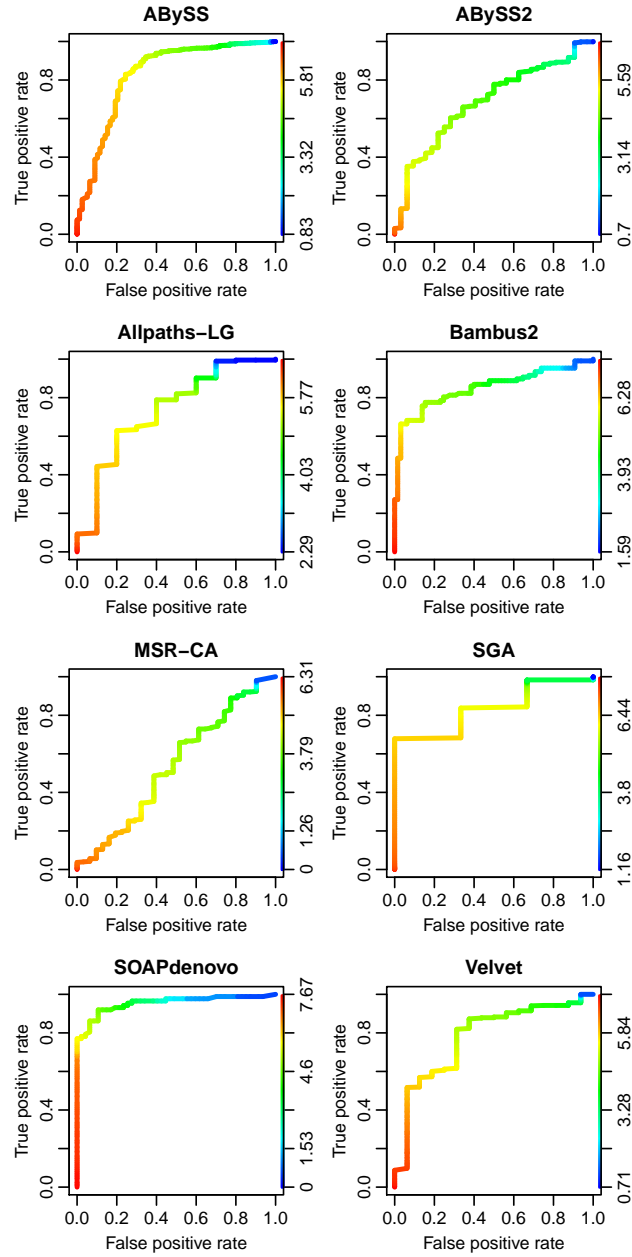 ABySS
True positive rate
0.0 0.4 0.8
0.83 3.32 5.81
0.0 0.2 0.4 0.6 0.8 1.0
False positive rate
ABySS2
True positive rate
0.0 0.4 0.8
0.7 3.14 5.59
0.0 0.2 0.4 0.6 0.8 1.0
False positive rate
Allpaths−LG
True positive rate
0.0 0.4 0.8
2.29 4.03 5.77
0.0 0.2 0.4 0.6 0.8 1.0
False positive rate
Bambus2
True positive rate
0.0 0.4 0.8
1.59 3.93 6.28
0.0 0.2 0.4 0.6 0.8 1.0
False positive rate
MSR−CA
True positive rate
0.0 0.4 0.8
0 1.26 3.79 6.31
0.0 0.2 0.4 0.6 0.8 1.0
False positive rate
SGA
True positive rate
0.0 0.4 0.8
1.16 3.8 6.44
0.0 0.2 0.4 0.6 0.8 1.0
False positive rate
SOAPdenovo
True positive rate
0.0 0.4 0.8
0 1.53 4.6 7.67
0.0 0.2 0.4 0.6 0.8 1.0
False positive rate
Velvet
True positive rate
0.0 0.4 0.8
0.71 3.28 5.84
0.0 0.2 0.4 0.6 0.8 1.0
False positive rate